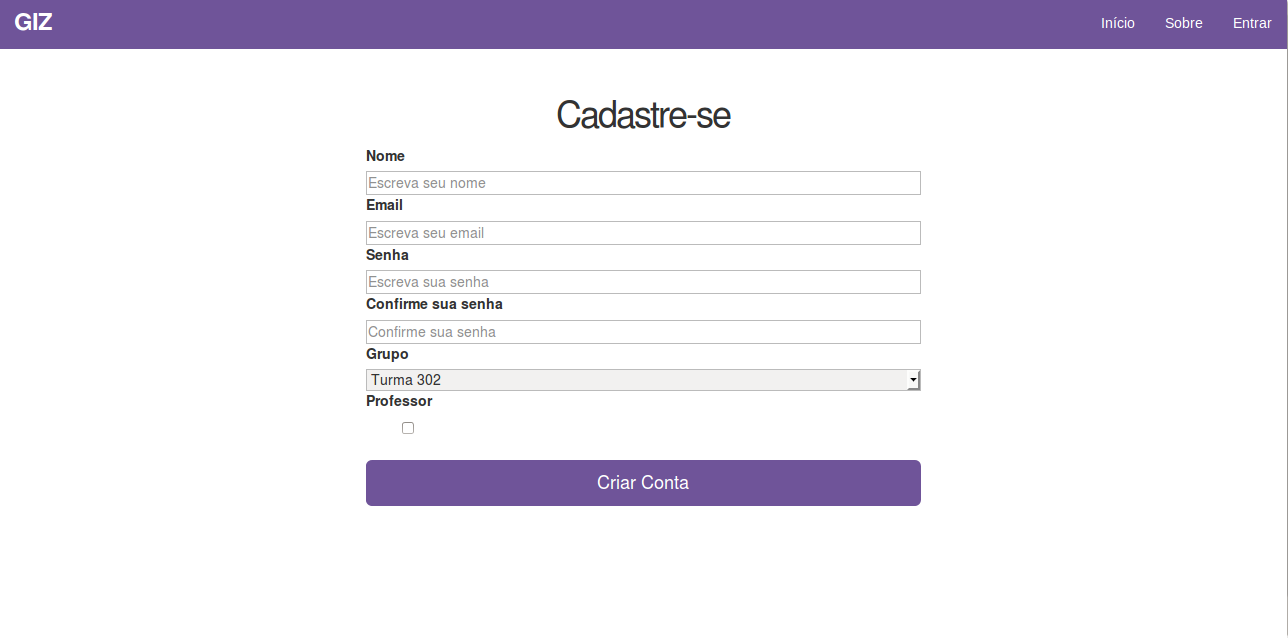 GIZ Início Sobre Entrar
Cadastre-se
Nome
Escreva seu nome
Email
Escreva seu email
Senha
Escreva sua senha
Confirme sua senha
Confirme sua senha
Grupo
Turma 302
Professor
Criar Conta